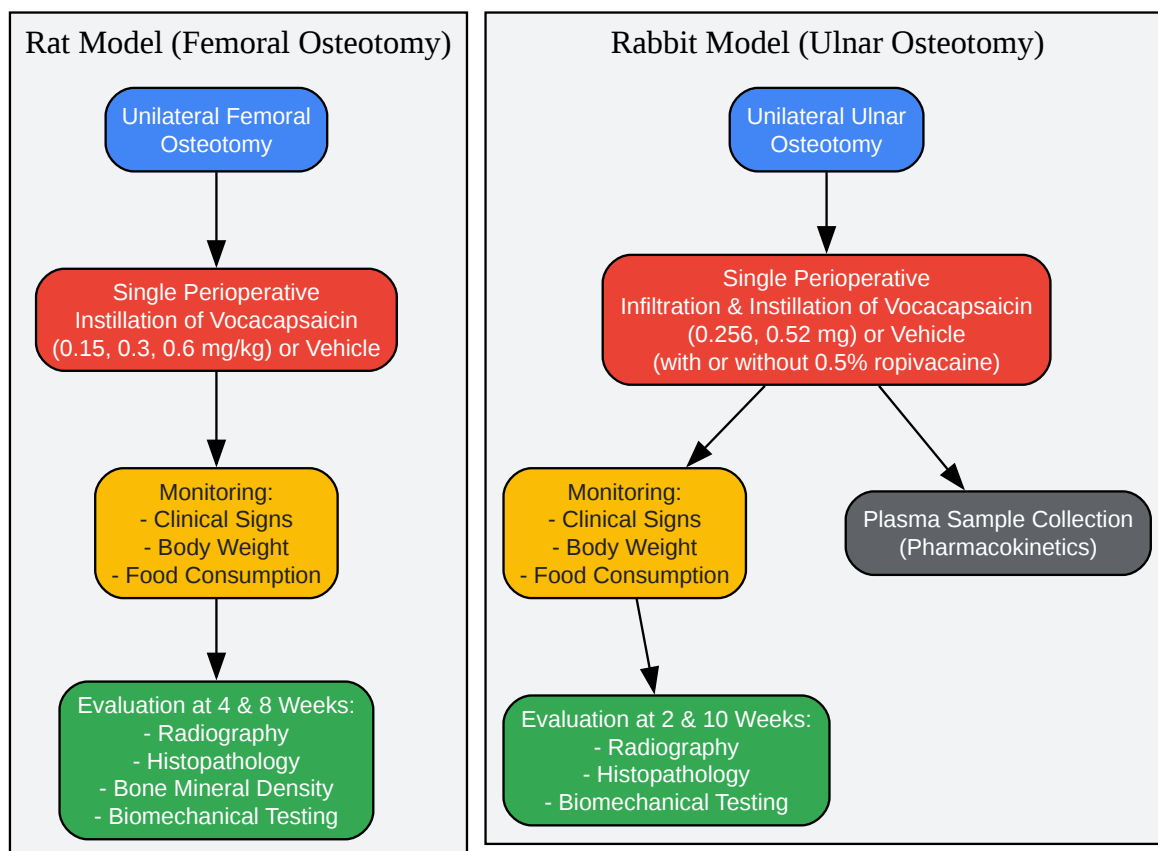 Rat Model (Femoral Osteotomy)
Unilateral Femoral
Osteotomy
Single Perioperative
Instillation of Vocacapsaicin
(0.15, 0.3, 0.6 mg/kg) or Vehicle
Monitoring:
- Clinical Signs
- Body Weight
- Food Consumption
Evaluation at 4 & 8 Weeks:
- Radiography
- Histopathology
- Bone Mineral Density
- Biomechanical Testing
Rabbit Model (Ulnar Osteotomy)
Unilateral Ulnar
Osteotomy
Single Perioperative
Infiltration & Instillation of Vocacapsaicin
(0.256, 0.52 mg) or Vehicle
(with or without 0.5% ropivacaine)
Monitoring:
- Clinical Signs
- Body Weight
- Food Consumption
Plasma Sample Collection
(Pharmacokinetics)
Evaluation at 2 & 10 Weeks:
- Radiography
- Histopathology
- Biomechanical Testing